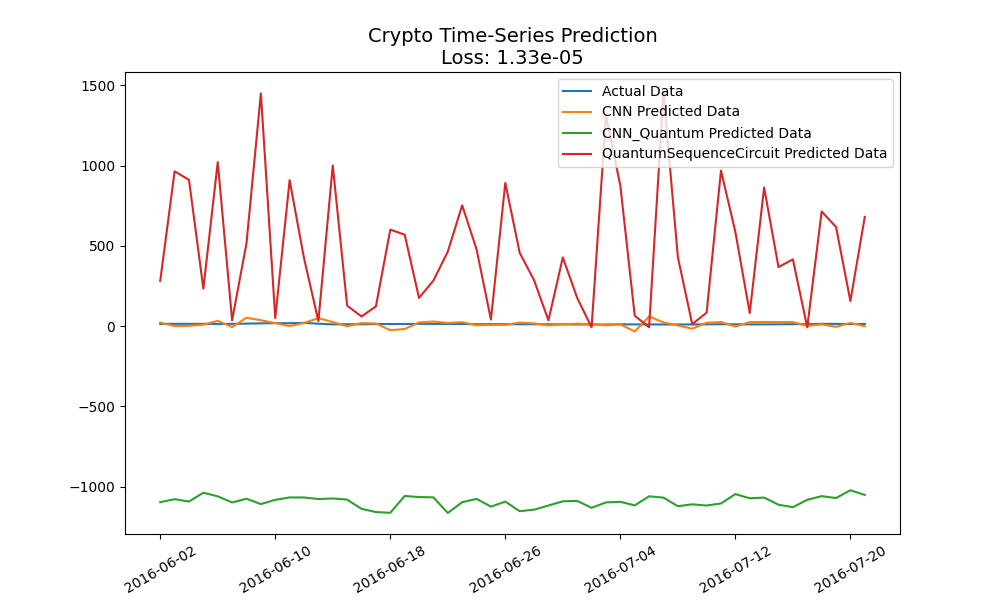 Crypto Time-Series Prediction
Loss: 1.33e-05
Actual Data
CNN Predicted Data
CNN_Quantum Predicted Data
QuantumSequenceCircuit Predicted Data
1500
1000
500
0
−500
−1000
2016-06-02
2016-06-10
2016-06-18
2016-06-26
2016-07-04
2016-07-12
2016-07-20